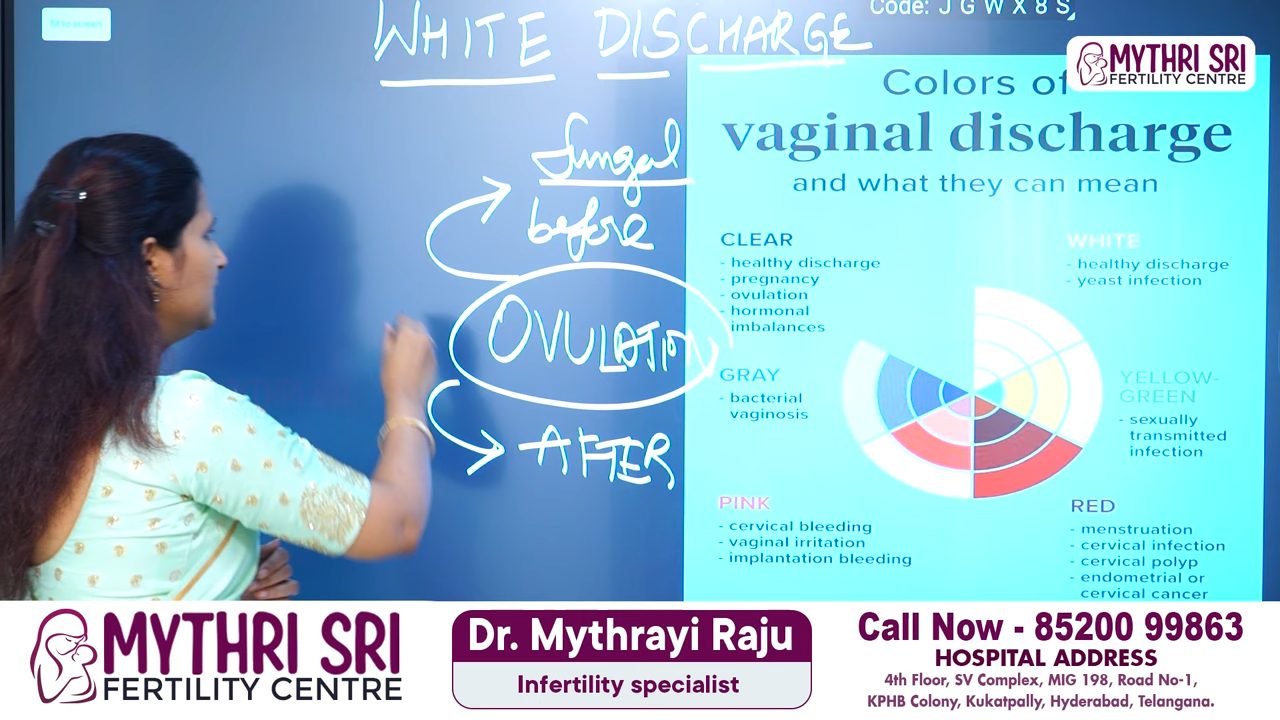 fit to screen
Code: J G W X 8 S
WHITE DISCHARGE
MYTHRI SRI
FERTILITY CENTRE
Fungal
before
OVULATION
AFTER
Colors of
vaginal discharge
and what they can mean
CLEAR
- healthy discharge
- pregnancy
- ovulation
- hormonal
imbalances
WHITE
- healthy discharge
- yeast infection
GRAY
- bacterial
vaginosis
YELLOW-
GREEN
- sexually
transmitted
infection
PINK
- cervical bleeding
- vaginal irritation
- implantation bleeding
RED
- menstruation
- cervical infection
- cervical polyp
- endometrial or
cervical cancer
MYTHRI SRI
FERTILITY CENTRE
Dr. Mythrayi Raju
Infertility specialist
Call Now - 85200 99863
HOSPITAL ADDRESS
4th Floor, SV Complex, MIG 198, Road No-1,
KPHB Colony, Kukatpally, Hyderabad, Telangana.